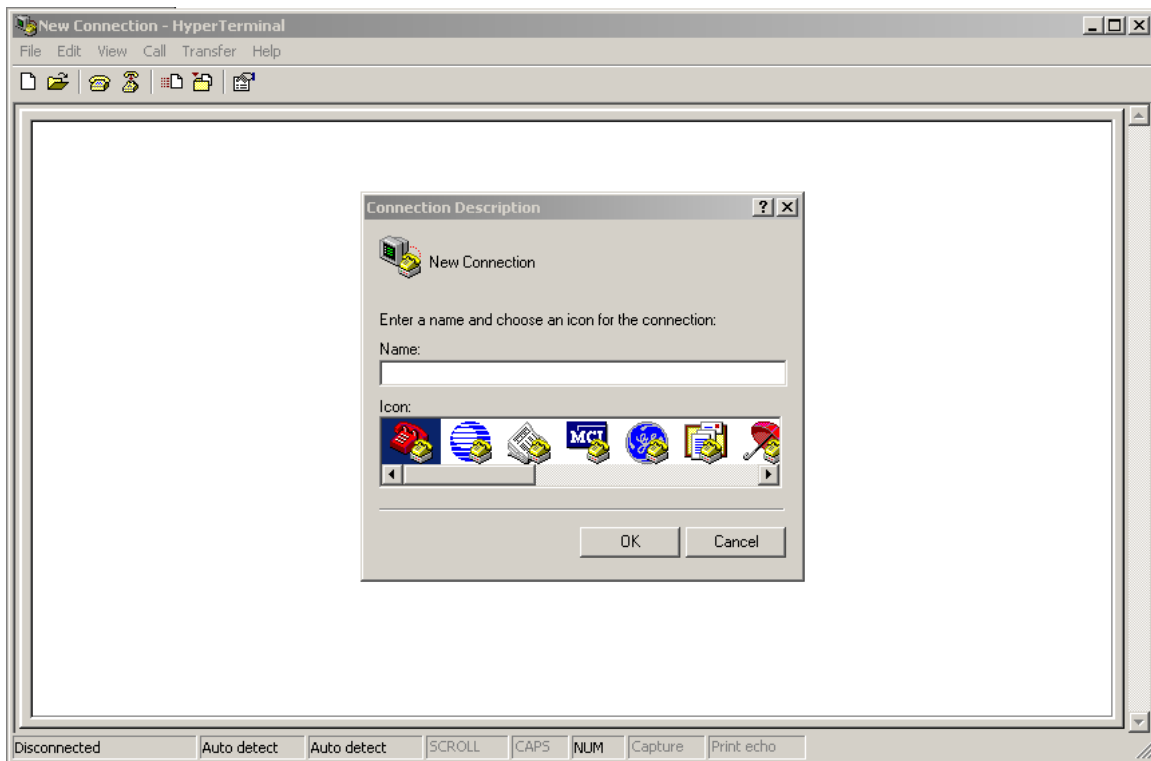 New Connection - HyperTerminal
File Edit View Call Transfer Help
Connection Description
New Connection
Enter a name and choose an icon for the connection:
Name:
Icon:
MCI
OK Cancel
Disconnected Auto detect Auto detect SCROLL CAPS NUM Capture Print echo